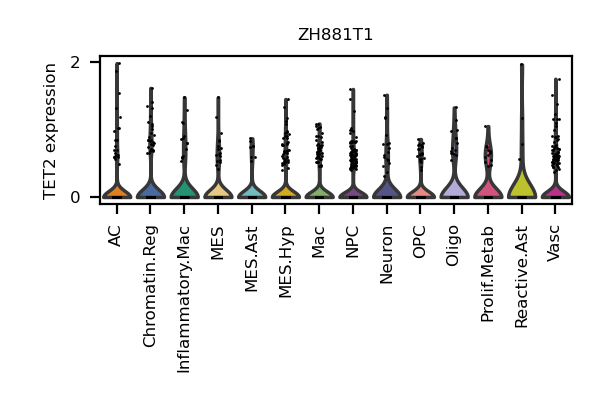 ZH881T1
TET2 expression
2
0
AC
Chromatin.Reg
Inflammatory.Mac
MES
MES.Ast
MES.Hyp
Mac
NPC
Neuron
OPC
Oligo
Prolif.Metab
Reactive.Ast
Vasc